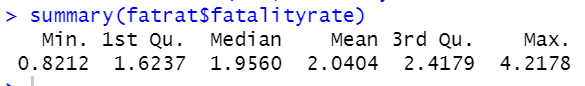 > summary(fatrat$fatalityrate)
Min. 1st Qu. Median Mean 3rd Qu. Max.
0.8212 1.6237 1.9560 2.0404 2.4179 4.2178
>